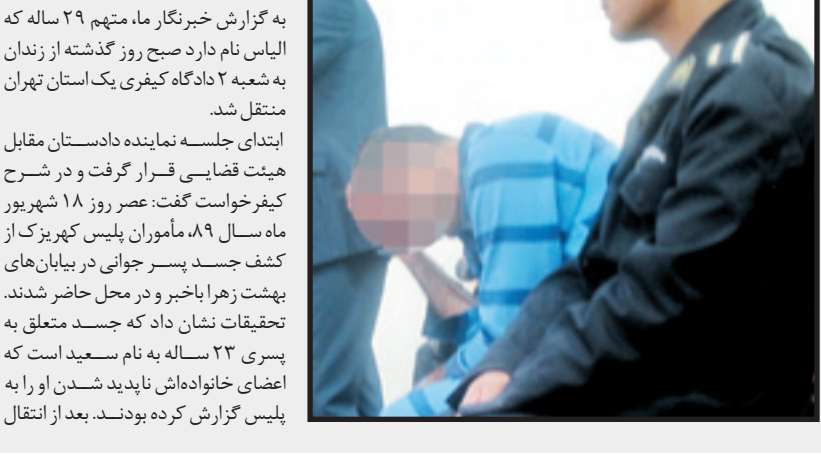 به گزارش خبرنگار ما، متهم ۲۹ ساله که
الیاس نام دارد صبح روز گذشته از زندان
به شعبه ۲ دادگاه کیفری یک استان تهران
منتقل شد.
ابتدای جلسه نماینده دادستان مقابل
هیئت قضایی قرار گرفت و در شرح
کیفرخواست گفت: عصر روز ۱۸ شهریور
ماه سال ۸۹، مأموران پلیس کهریزک از
کشف جسد پسر جوانی در بیابان‌های
بهشت زهرا باخبر و در محل حاضر شدند.
تحقیقات نشان داد که جسد متعلق به
پسری ۲۳ ساله به نام سعید است که
اعضای خانواده‌اش ناپدید شدن او را به
پلیس گزارش کرده بودند. بعد از انتقال